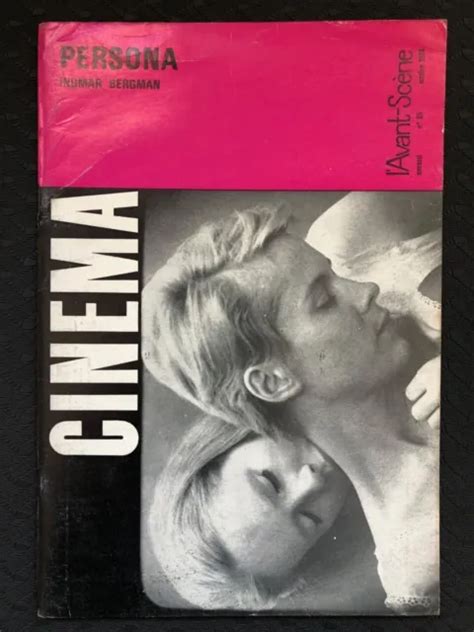 PERSONA
INGMAR BERGMAN
l'Avant-Scène
CINEMA